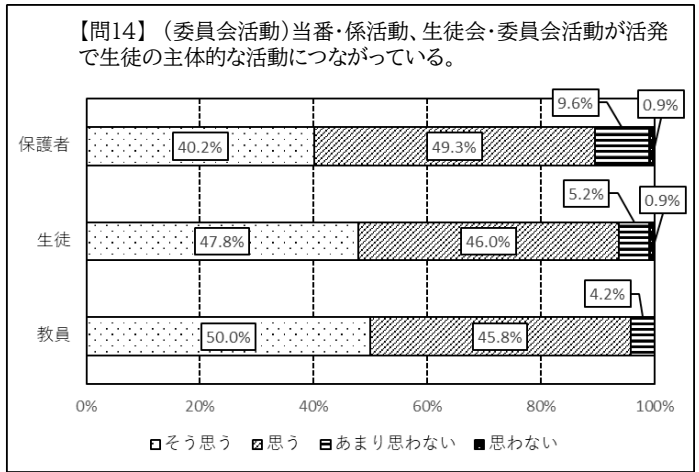 【問14】 (委員会活動)当番・係活動、生徒会・委員会活動が活発
で生徒の主体的な活動につながっている。
9.6% 0.9%
保護者 40.2% 49.3%
5.2% 0.9%
生徒 47.8% 46.0%
4.2%
教員 50.0% 45.8%
0% 20% 40% 60% 80% 100%
そう思う 思う あまり思わない 思わない